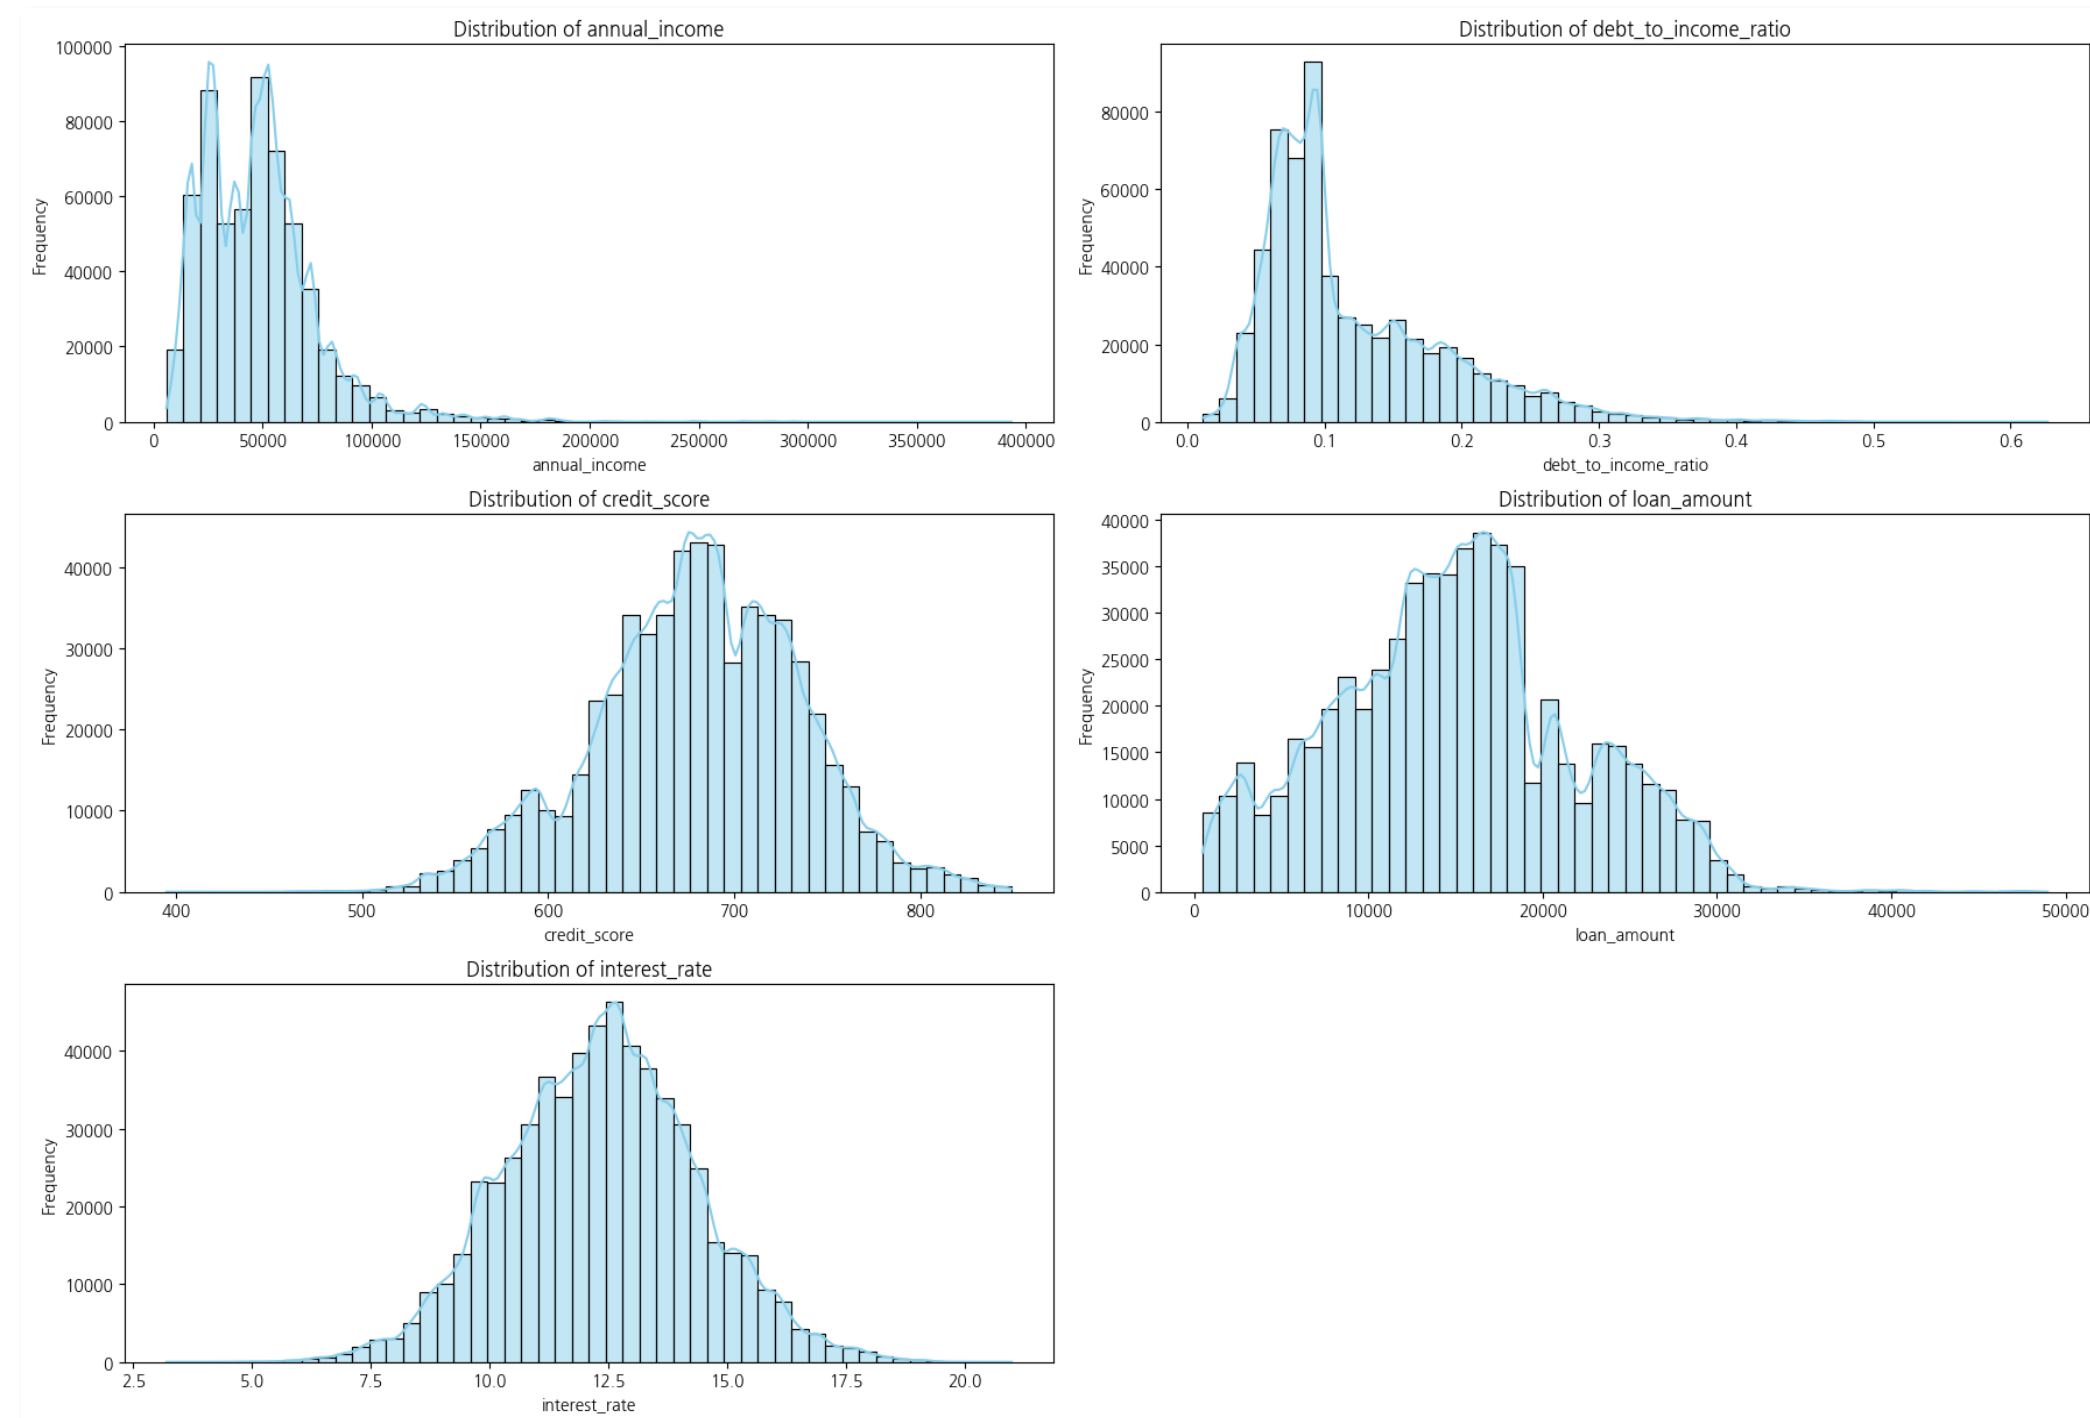 Distribution of annual_income
100000
80000
60000
40000
20000
0
Frequency
0 50000 100000 150000 200000 250000 300000 350000 400000
annual_income
Distribution of debt_to_income_ratio
80000
60000
40000
20000
0
Frequency
0.0 0.1 0.2 0.3 0.4 0.5 0.6
debt_to_income_ratio
Distribution of credit_score
40000
30000
20000
10000
0
Frequency
400 500 600 700 800
credit_score
Distribution of loan_amount
40000
35000
30000
25000
20000
15000
10000
5000
0
Frequency
0 10000 20000 30000 40000 50000
loan_amount
Distribution of interest_rate
40000
30000
20000
10000
0
Frequency
2.5 5.0 7.5 10.0 12.5 15.0 17.5 20.0
interest_rate